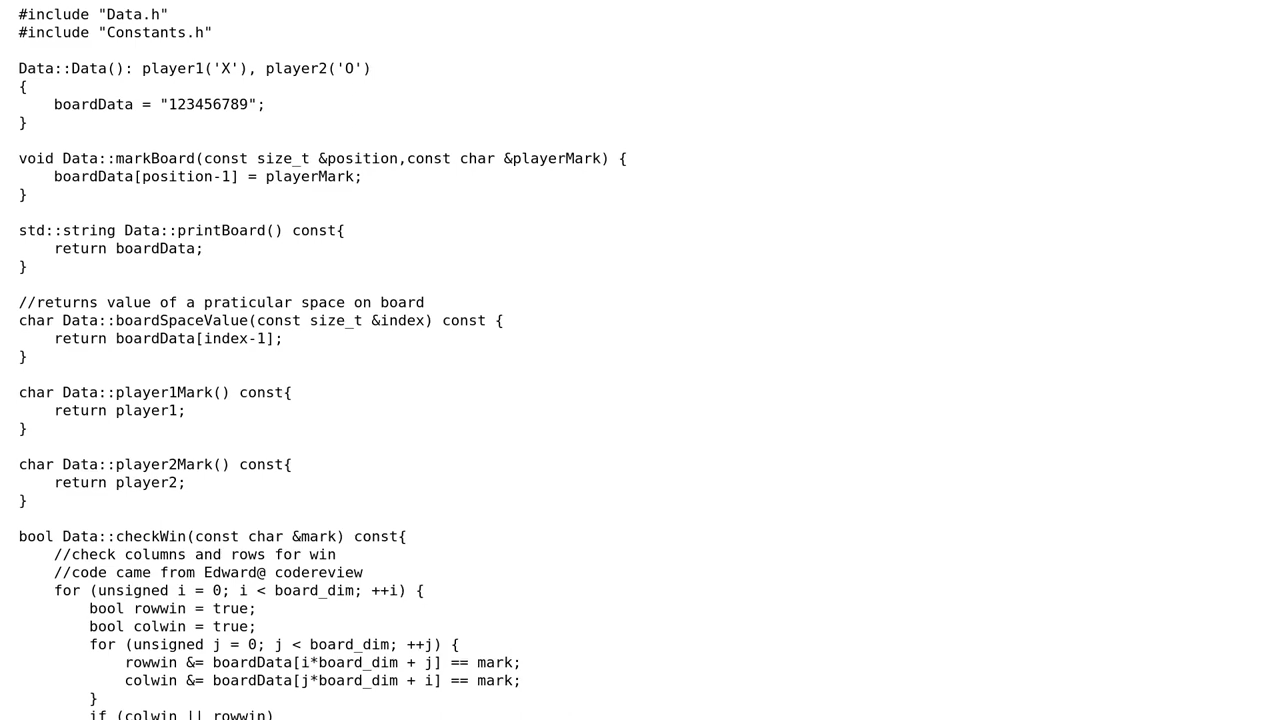 #include "Data.h"
#include "Constants.h"

Data::Data(): player1('X'), player2('O')
{
    boardData = "123456789";
}

void Data::markBoard(const size_t &position,const char &playerMark) {
    boardData[position-1] = playerMark;
}

std::string Data::printBoard() const{
    return boardData;
}

//returns value of a praticular space on board
char Data::boardSpaceValue(const size_t &index) const {
    return boardData[index-1];
}

char Data::player1Mark() const{
    return player1;
}

char Data::player2Mark() const{
    return player2;
}

bool Data::checkWin(const char &mark) const{
    //check columns and rows for win
    //code came from Edward@ codereview
    for (unsigned i = 0; i < board_dim; ++i) {
        bool rowwin = true;
        bool colwin = true;
        for (unsigned j = 0; j < board_dim; ++j) {
            rowwin &= boardData[i*board_dim + j] == mark;
            colwin &= boardData[j*board_dim + i] == mark;
        }
        if (colwin || rowwin)